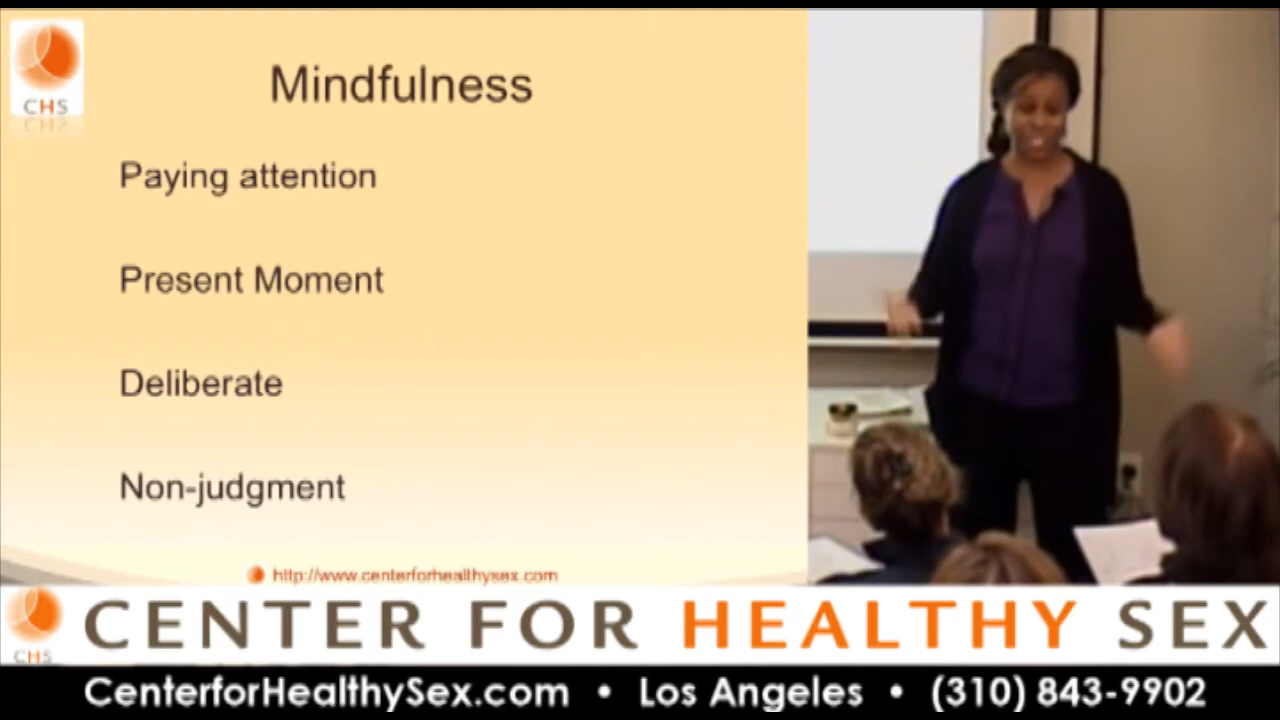 CHS
Mindfulness
Paying attention
Present Moment
Deliberate
Non-judgment
http://www.centerforhealthysex.com
CENTER FOR HEALTHY SEX
CHS
CenterforHealthySex.com • Los Angeles • (310) 843-9902